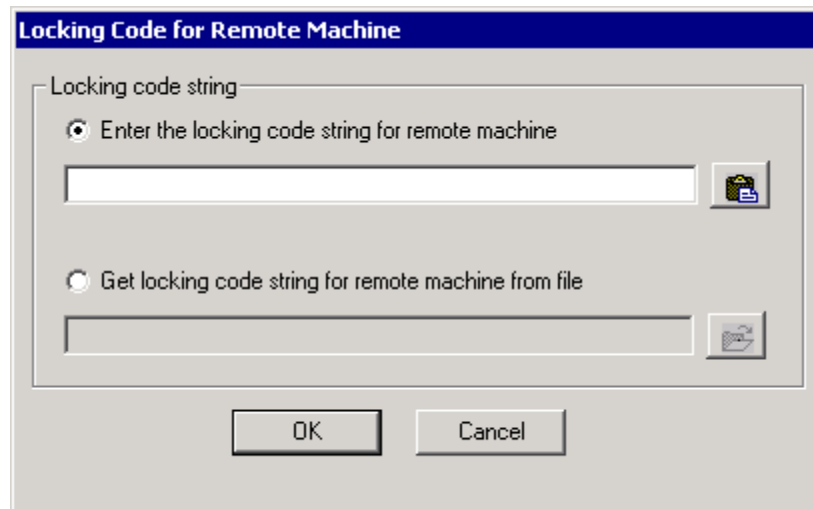 Locking Code for Remote Machine
Locking code string
Enter the locking code string for remote machine
Get locking code string for remote machine from file
OK
Cancel